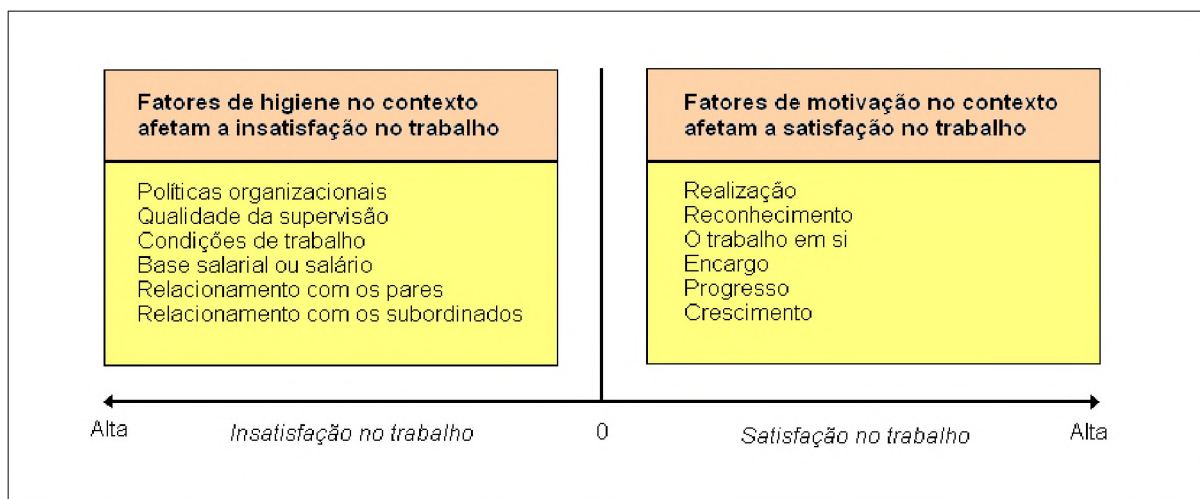 Fatores de higiene no contexto
afetam a insatisfação no trabalho
Políticas organizacionais
Qualidade da supervisão
Condições de trabalho
Base salarial ou salário
Relacionamento com os pares
Relacionamento com os subordinados
Fatores de motivação no contexto
afetam a satisfação no trabalho
Realização
Reconhecimento
O trabalho em si
Encargo
Progresso
Crescimento
Alta
Insatisfação no trabalho
0
Satisfação no trabalho
Alta